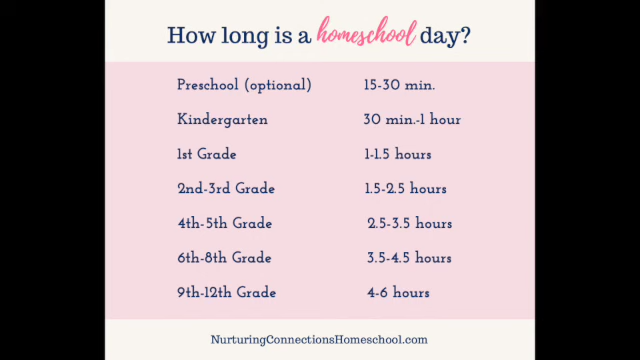 How long is a homeschool day?
Preschool (optional) 15-30 min.
Kindergarten 30 min.-1 hour
1st Grade 1-1.5 hours
2nd-3rd Grade 1.5-2.5 hours
4th-5th Grade 2.5-3.5 hours
6th-8th Grade 3.5-4.5 hours
9th-12th Grade 4-6 hours
NurturingConnectionsHomeschool.com